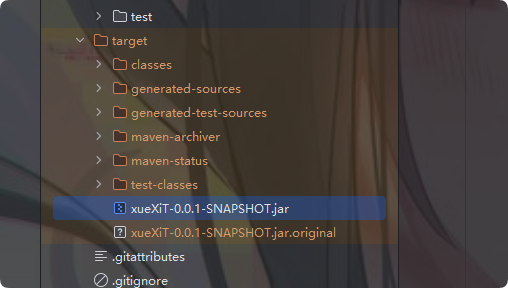 test
target
classes
generated-sources
generated-test-sources
maven-archiver
maven-status
test-classes
xueXiT-0.0.1-SNAPSHOT.jar
xueXiT-0.0.1-SNAPSHOT.jar.original
.gitattributes
.gitignore